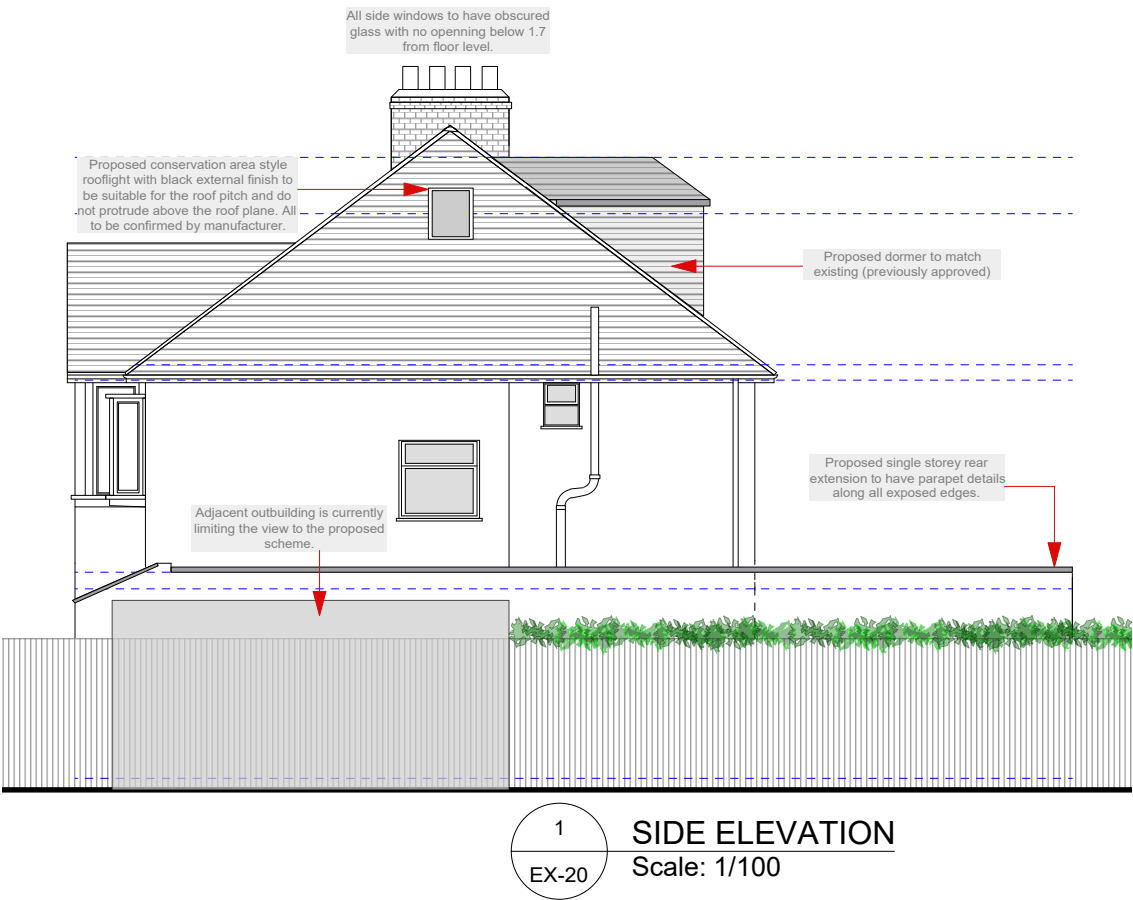 All side windows to have obscured
glass with no openning below 1.7
from floor level.
Proposed conservation area style
rooflight with black external finish to
be suitable for the roof pitch and do
not protrude above the roof plane. All
to be confirmed by manufacturer.
Proposed dormer to match
existing (previously approved)
Proposed single storey rear
extension to have parapet details
along all exposed edges.
Adjacent outbuilding is currently
limiting the view to the proposed
scheme.
1
EX-20
SIDE ELEVATION
Scale: 1/100